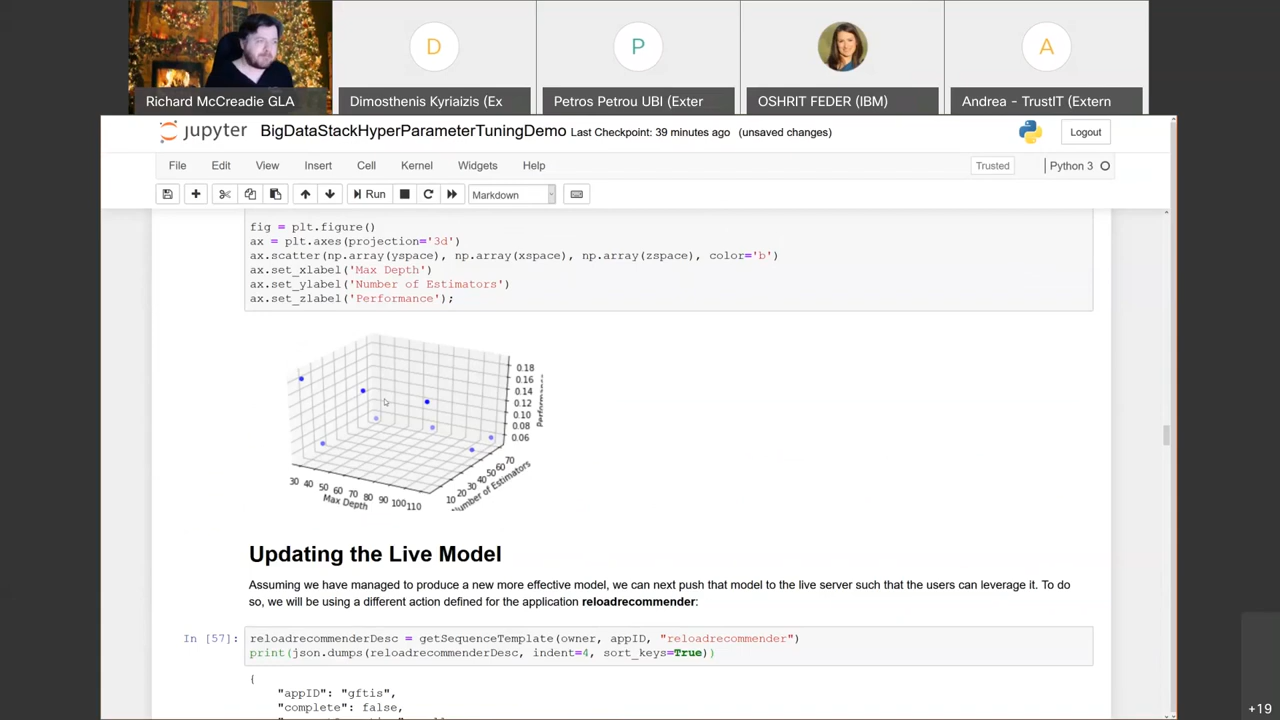 D
P
A
Richard McCreadie GLA
Dimosthenis Kyriaizis (Ex
Petros Petrou UBI (Exter
OSHRIT FEDER (IBM)
Andrea - TrustIT (Extern
jupyter BigDataStackHyperParameterTuningDemo Last Checkpoint: 39 minutes ago (unsaved changes)
Logout
File Edit View Insert Cell Kernel Widgets Help
Trusted
Python 3
Run
Markdown
fig = plt.figure()
ax = plt.axes(projection='3d')
ax.scatter(np.array(yspace), np.array(xspace), np.array(zspace), color='b')
ax.set_xlabel('Max Depth')
ax.set_ylabel('Number of Estimators')
ax.set_zlabel('Performance');
0.18
0.16
0.14
0.12
0.10
0.08
0.06
Performance
30 40 50 60 70 80 90 100 110
Max Depth
10 20 30 40 50 60 70
Number of Estimators
Updating the Live Model
Assuming we have managed to produce a new more effective model, we can next push that model to the live server such that the users can leverage it. To do
so, we will be using a different action defined for the application reloadrecommender:
In [57]:
reloadrecommenderDesc = getSequenceTemplate(owner, appID, "reloadrecommender")
print(json.dumps(reloadrecommenderDesc, indent=4, sort_keys=True))
{
"appID": "gftis",
"complete": false,
+19